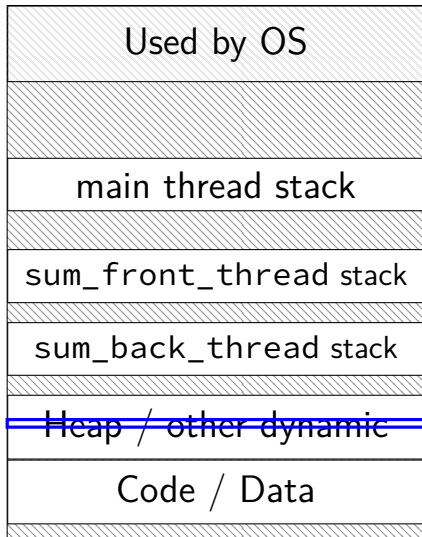 Used by OS
main thread stack
sum_front_thread stack
sum_back_thread stack
Heap / other dynamic
Code / Data